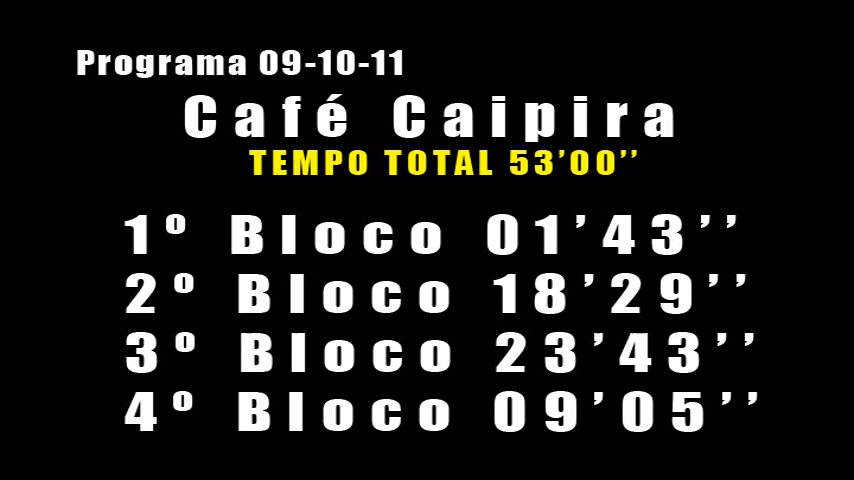 Programa 09-10-11
Café Caipira
TEMPO TOTAL 53’00’’
1º Bloco 01’43’’
2º Bloco 18’29’’
3º Bloco 23’43’’
4º Bloco 09’05’’